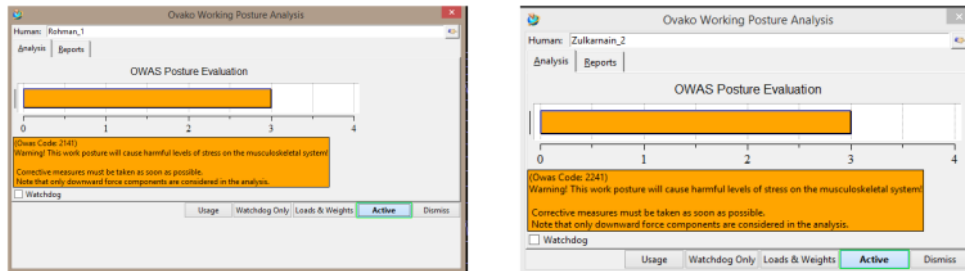 Ovako Working Posture Analysis
Human: Rohman_1
Analysis Reports
OWAS Posture Evaluation
0 1 2 3 4
(Owas Code: 2141)
Warning! This work posture will cause harmful levels of stress on the musculoskeletal system!
Corrective measures must be taken as soon as possible.
Note that only downward force components are considered in the analysis.
Watchdog
Usage Watchdog Only Loads & Weights Active Dismiss
Ovako Working Posture Analysis
Human: Zulkarnain_2
Analysis Reports
OWAS Posture Evaluation
0 1 2 3 4
(Owas Code: 2241)
Warning! This work posture will cause harmful levels of stress on the musculoskeletal system!
Corrective measures must be taken as soon as possible.
Note that only downward force components are considered in the analysis.
Watchdog
Usage Watchdog Only Loads & Weights Active Dismiss